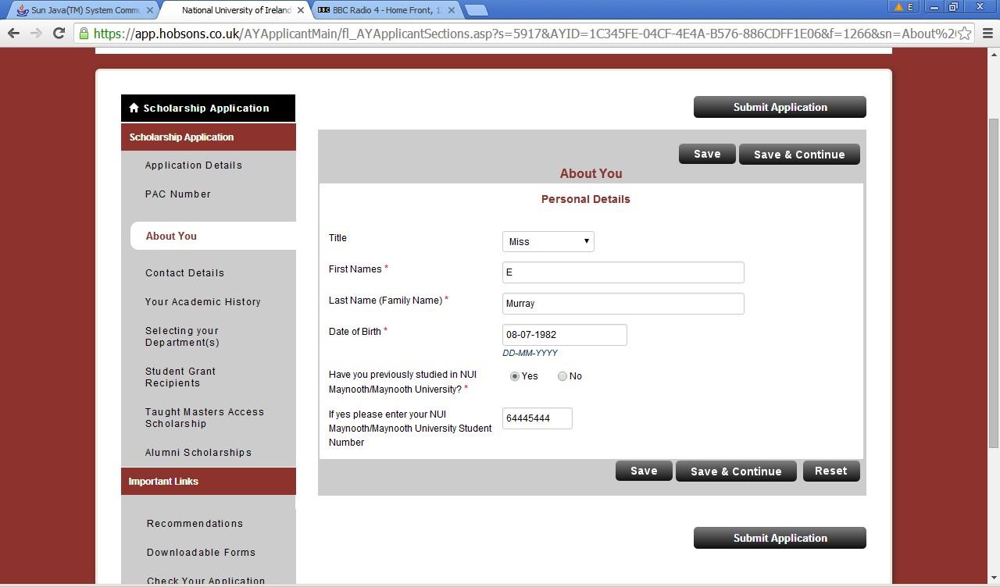 Sun Java(TM) System Commu
National University of Ireland
BBC BBC Radio 4 - Home Front, 1
E
https://app.hobsons.co.uk/AYApplicantMain/fl_AYApplicantSections.asp?s=5917&AYID=1C345FE-04CF-4E4A-B576-886CDFF1E06&f=1266&sn=About%2
Scholarship Application
Submit Application
Scholarship Application
Application Details
PAC Number
About You
Contact Details
Your Academic History
Selecting your
Department(s)
Student Grant
Recipients
Taught Masters Access
Scholarship
Alumni Scholarships
Important Links
Recommendations
Downloadable Forms
Check Your Application
Save
Save & Continue
About You
Personal Details
Title
Miss
First Names *
E
Last Name (Family Name) *
Murray
Date of Birth *
08-07-1982
DD-MM-YYYY
Have you previously studied in NUI
Maynooth/Maynooth University? *
Yes
No
If yes please enter your NUI
Maynooth/Maynooth University Student
Number
64445444
Save
Save & Continue
Reset
Submit Application